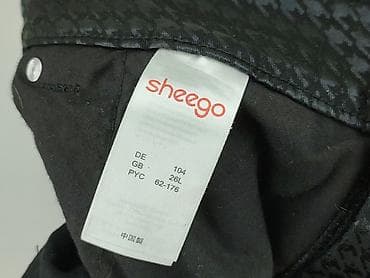 sheego
DE 104
GB 26L
PYC 62-176
中国製